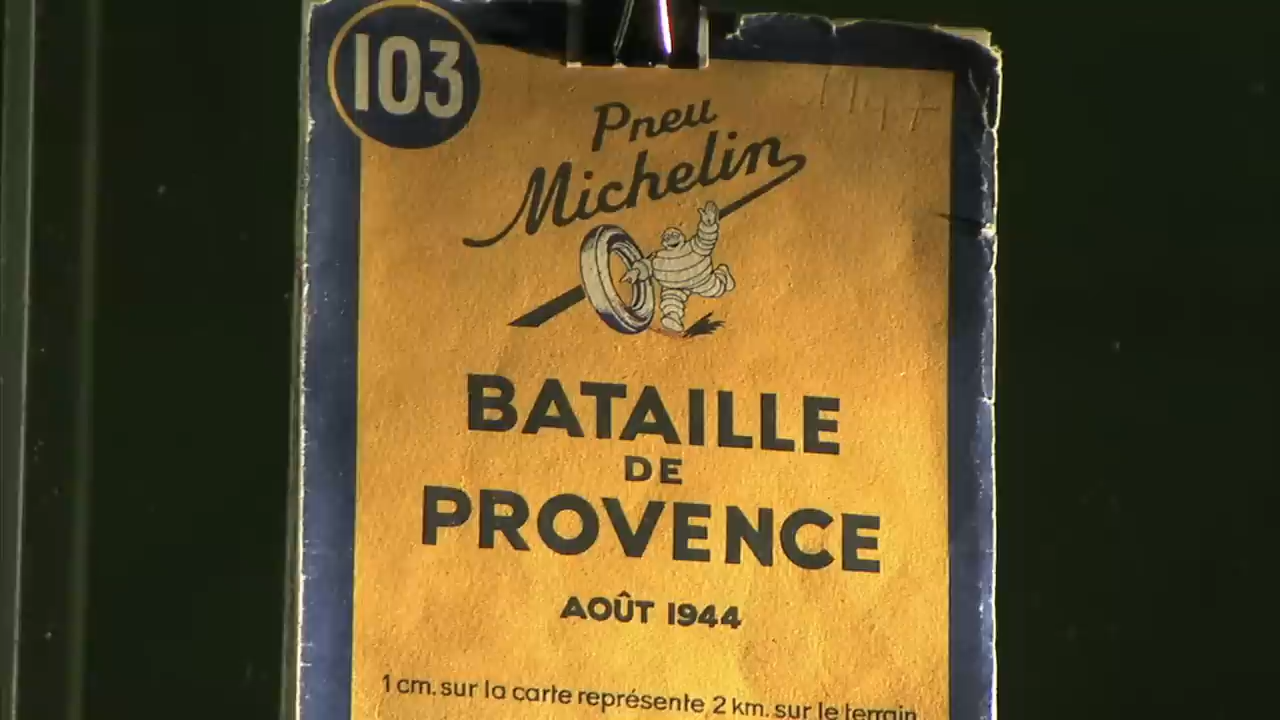 103
Pneu
Michelin
BATAILLE
DE
PROVENCE
AOÛT 1944
1 cm. sur la carte représente 2 km. sur le terrain